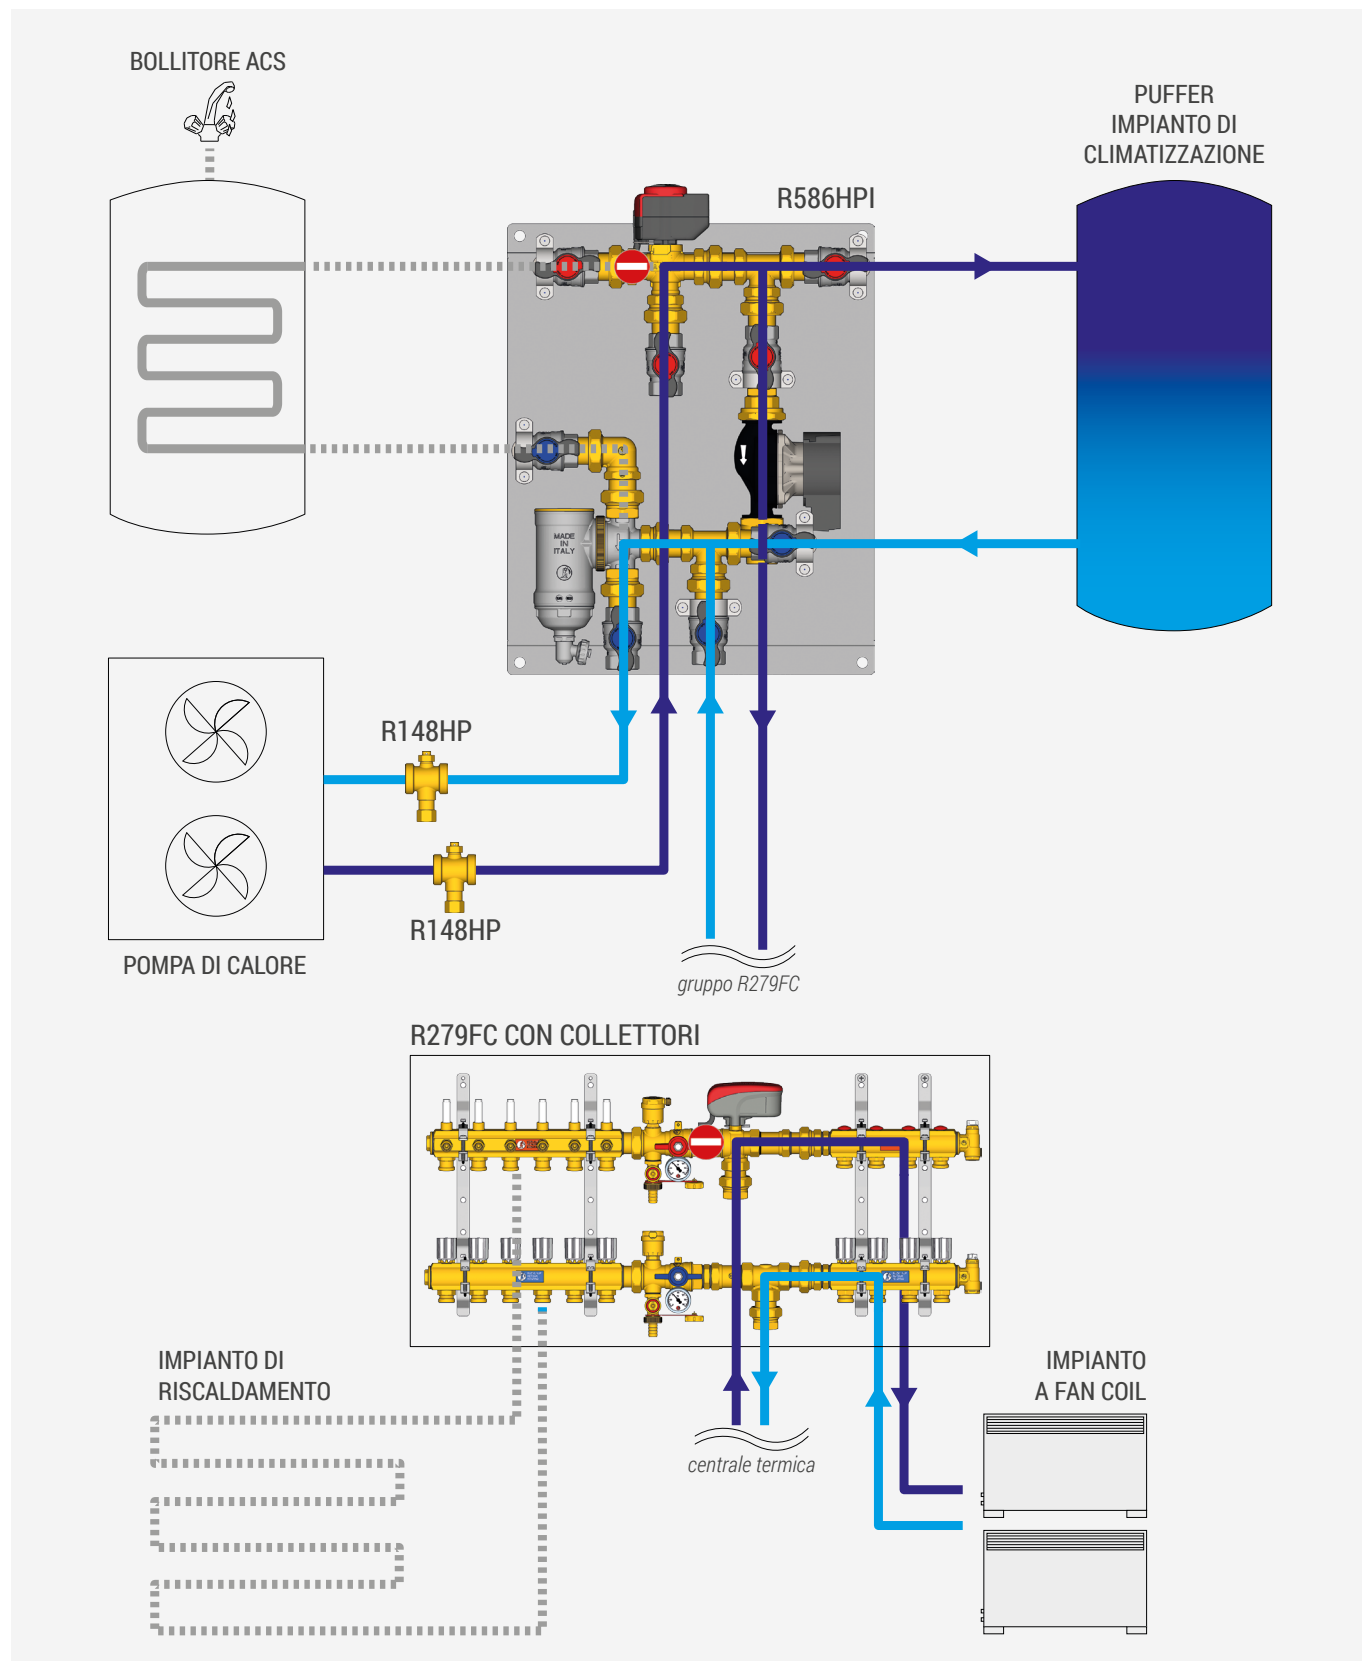 BOLLITORE ACS
PUFFER
IMPIANTO DI
CLIMATIZZAZIONE
R586HPI
MADE
IN
ITALY
R148HP
R148HP
POMPA DI CALORE
gruppo R279FC
R279FC CON COLLETTORI
IMPIANTO DI
RISCALDAMENTO
IMPIANTO
A FAN COIL
centrale termica